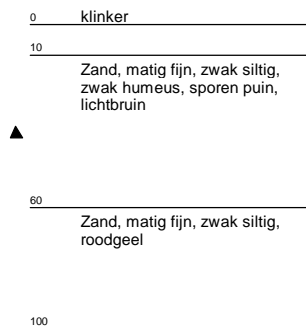 0 klinker
10
Zand, matig fijn, zwak siltig,
zwak humeus, sporen puin,
lichtbruin
60
Zand, matig fijn, zwak siltig,
roodgeel
100